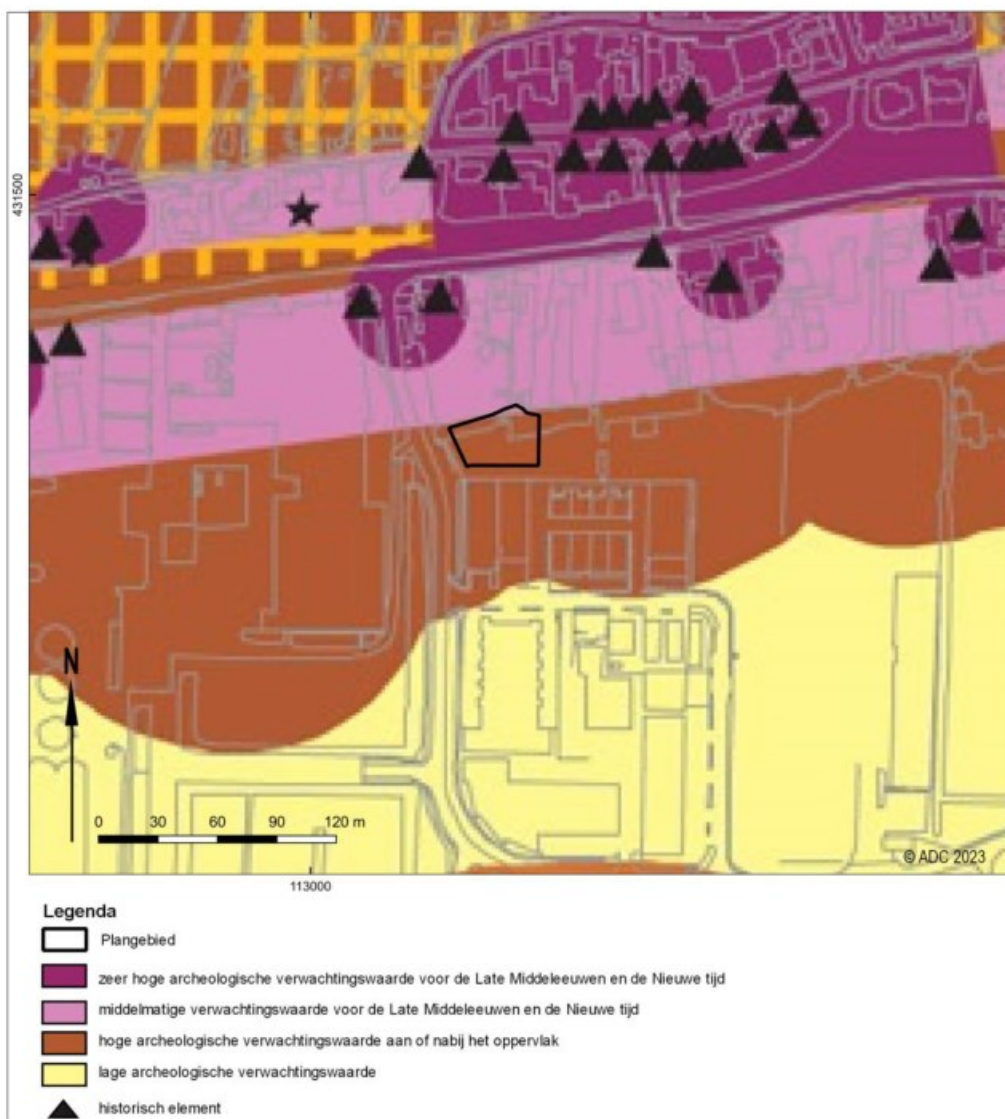 431500
N
0 30 60 90 120 m
© ADC 2023
113000
Legenda
Plangebied
zeer hoge archeologische verwachtingswaarde voor de Late Middeleeuwen en de Nieuwe tijd
middelmatige verwachtingswaarde voor de Late Middeleeuwen en de Nieuwe tijd
hoge archeologische verwachtingswaarde aan of nabij het oppervlak
lage archeologische verwachtingswaarde
historisch element